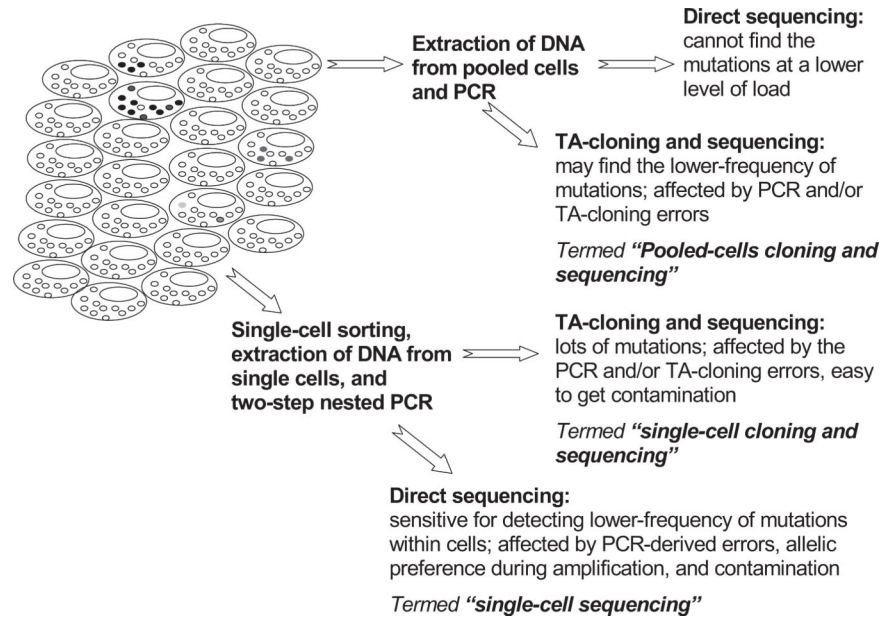 Extraction of DNA
from pooled cells
and PCR
Direct sequencing:
cannot find the
mutations at a lower
level of load
TA-cloning and sequencing:
may find the lower-frequency of
mutations; affected by PCR and/or
TA-cloning errors
Termed “Pooled-cells cloning and
sequencing”
Single-cell sorting,
extraction of DNA from
single cells, and
two-step nested PCR
TA-cloning and sequencing:
lots of mutations; affected by the
PCR and/or TA-cloning errors, easy
to get contamination
Termed “single-cell cloning and
sequencing”
Direct sequencing:
sensitive for detecting lower-frequency of mutations
within cells; affected by PCR-derived errors, allelic
preference during amplification, and contamination
Termed “single-cell sequencing”